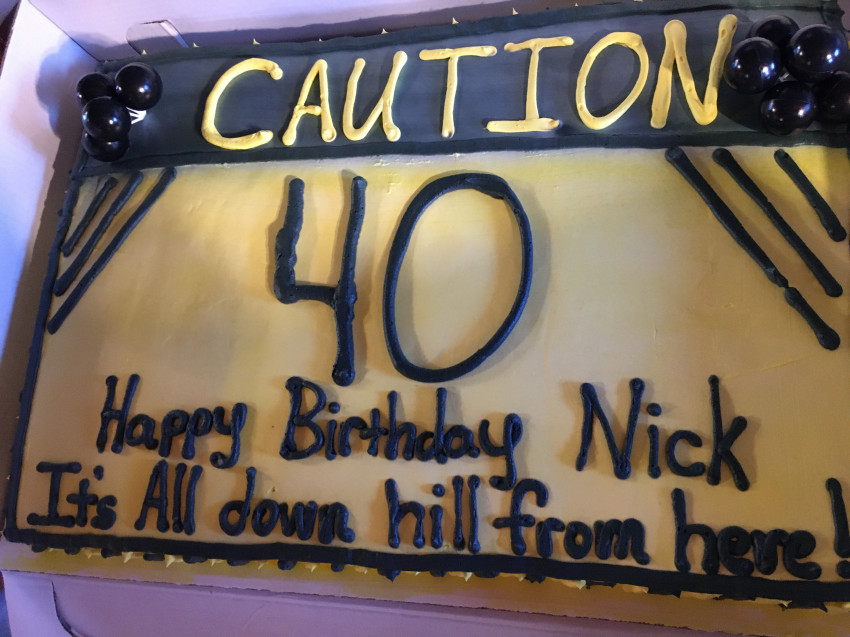 CAUTION
40
Happy Birthday Nick
It's All down hill from here!